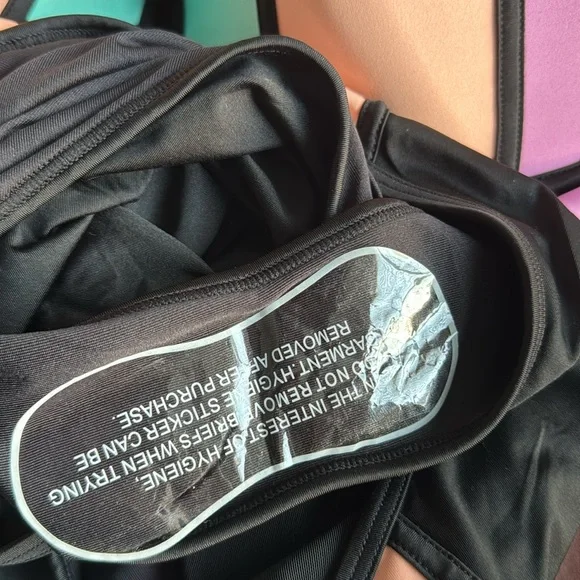 IN THE INTEREST OF HYGIENE,
DO NOT REMOVE BRIEFS WHEN TRYING
GARMENT. HYGIENE STICKER CAN BE
REMOVED AFTER PURCHASE.